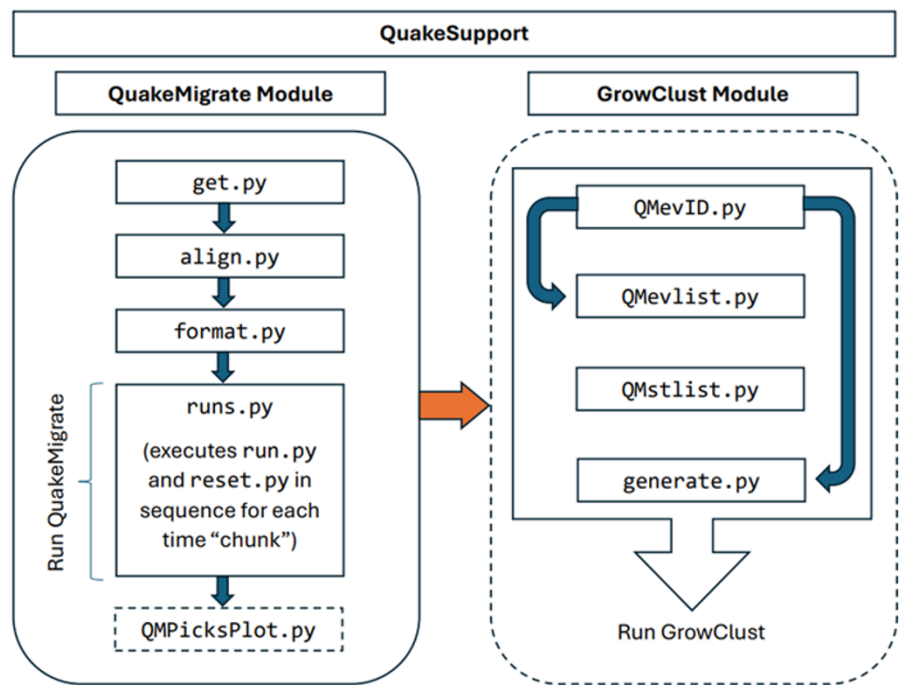 QuakeSupport
QuakeMigrate Module
get.py
align.py
format.py
Run QuakeMigrate
runs.py
(executes run.py
and reset.py in
sequence for each
time “chunk”)
QMPicksPlot.py
GrowClust Module
QMevID.py
QMevlist.py
QMstlist.py
generate.py
Run GrowClust